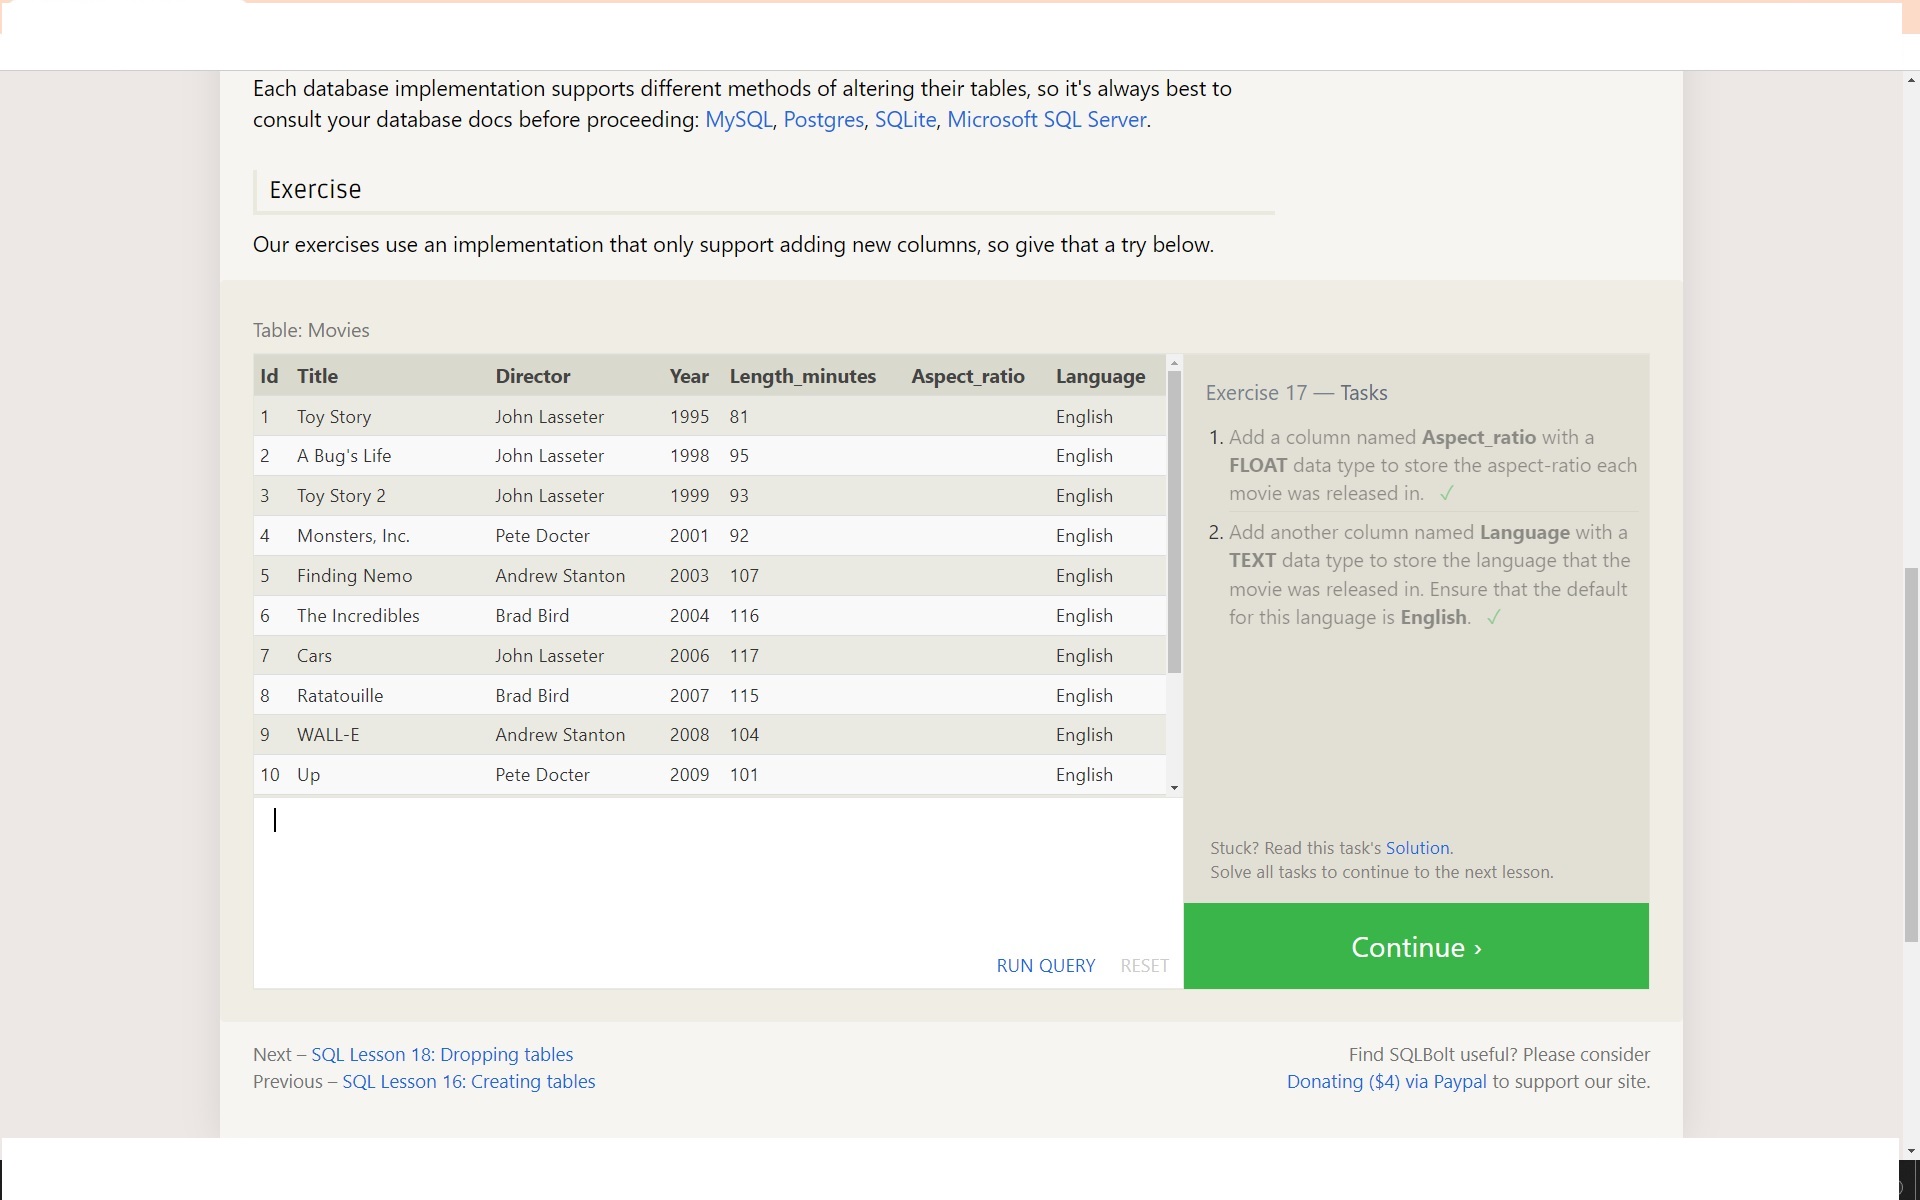 Each database implementation supports different methods of altering their tables, so it's always best to
consult your database docs before proceeding: MySQL, Postgres, SQLite, Microsoft SQL Server.
Exercise
Our exercises use an implementation that only support adding new columns, so give that a try below.
Table: Movies
Id Title Director Year Length_minutes Aspect_ratio Language
1 Toy Story John Lasseter 1995 81 English
2 A Bug's Life John Lasseter 1998 95 English
3 Toy Story 2 John Lasseter 1999 93 English
4 Monsters, Inc. Pete Docter 2001 92 English
5 Finding Nemo Andrew Stanton 2003 107 English
6 The Incredibles Brad Bird 2004 116 English
7 Cars John Lasseter 2006 117 English
8 Ratatouille Brad Bird 2007 115 English
9 WALL-E Andrew Stanton 2008 104 English
10 Up Pete Docter 2009 101 English
RUN QUERY RESET
Exercise 17 — Tasks
1. Add a column named Aspect_ratio with a
FLOAT data type to store the aspect-ratio each
movie was released in. ✓
2. Add another column named Language with a
TEXT data type to store the language that the
movie was released in. Ensure that the default
for this language is English. ✓
Stuck? Read this task's Solution.
Solve all tasks to continue to the next lesson.
Continue ›
Next – SQL Lesson 18: Dropping tables
Previous – SQL Lesson 16: Creating tables
Find SQLBolt useful? Please consider
Donating ($4) via Paypal to support our site.